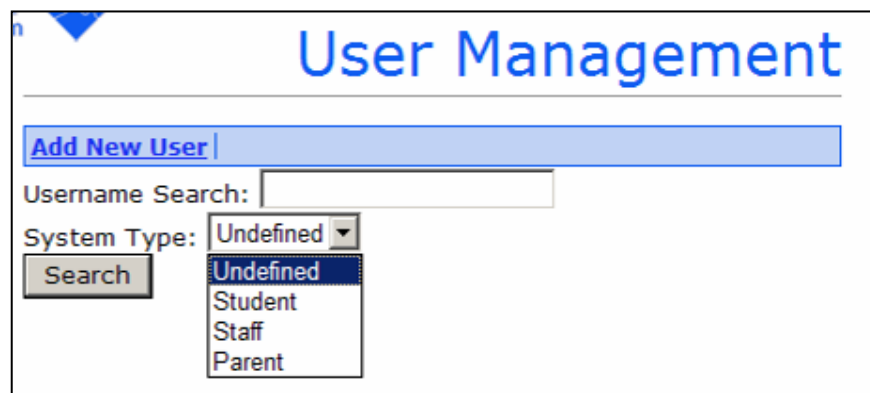 User Management
Add New User
Username Search:
System Type: Undefined
Search
Undefined
Student
Staff
Parent